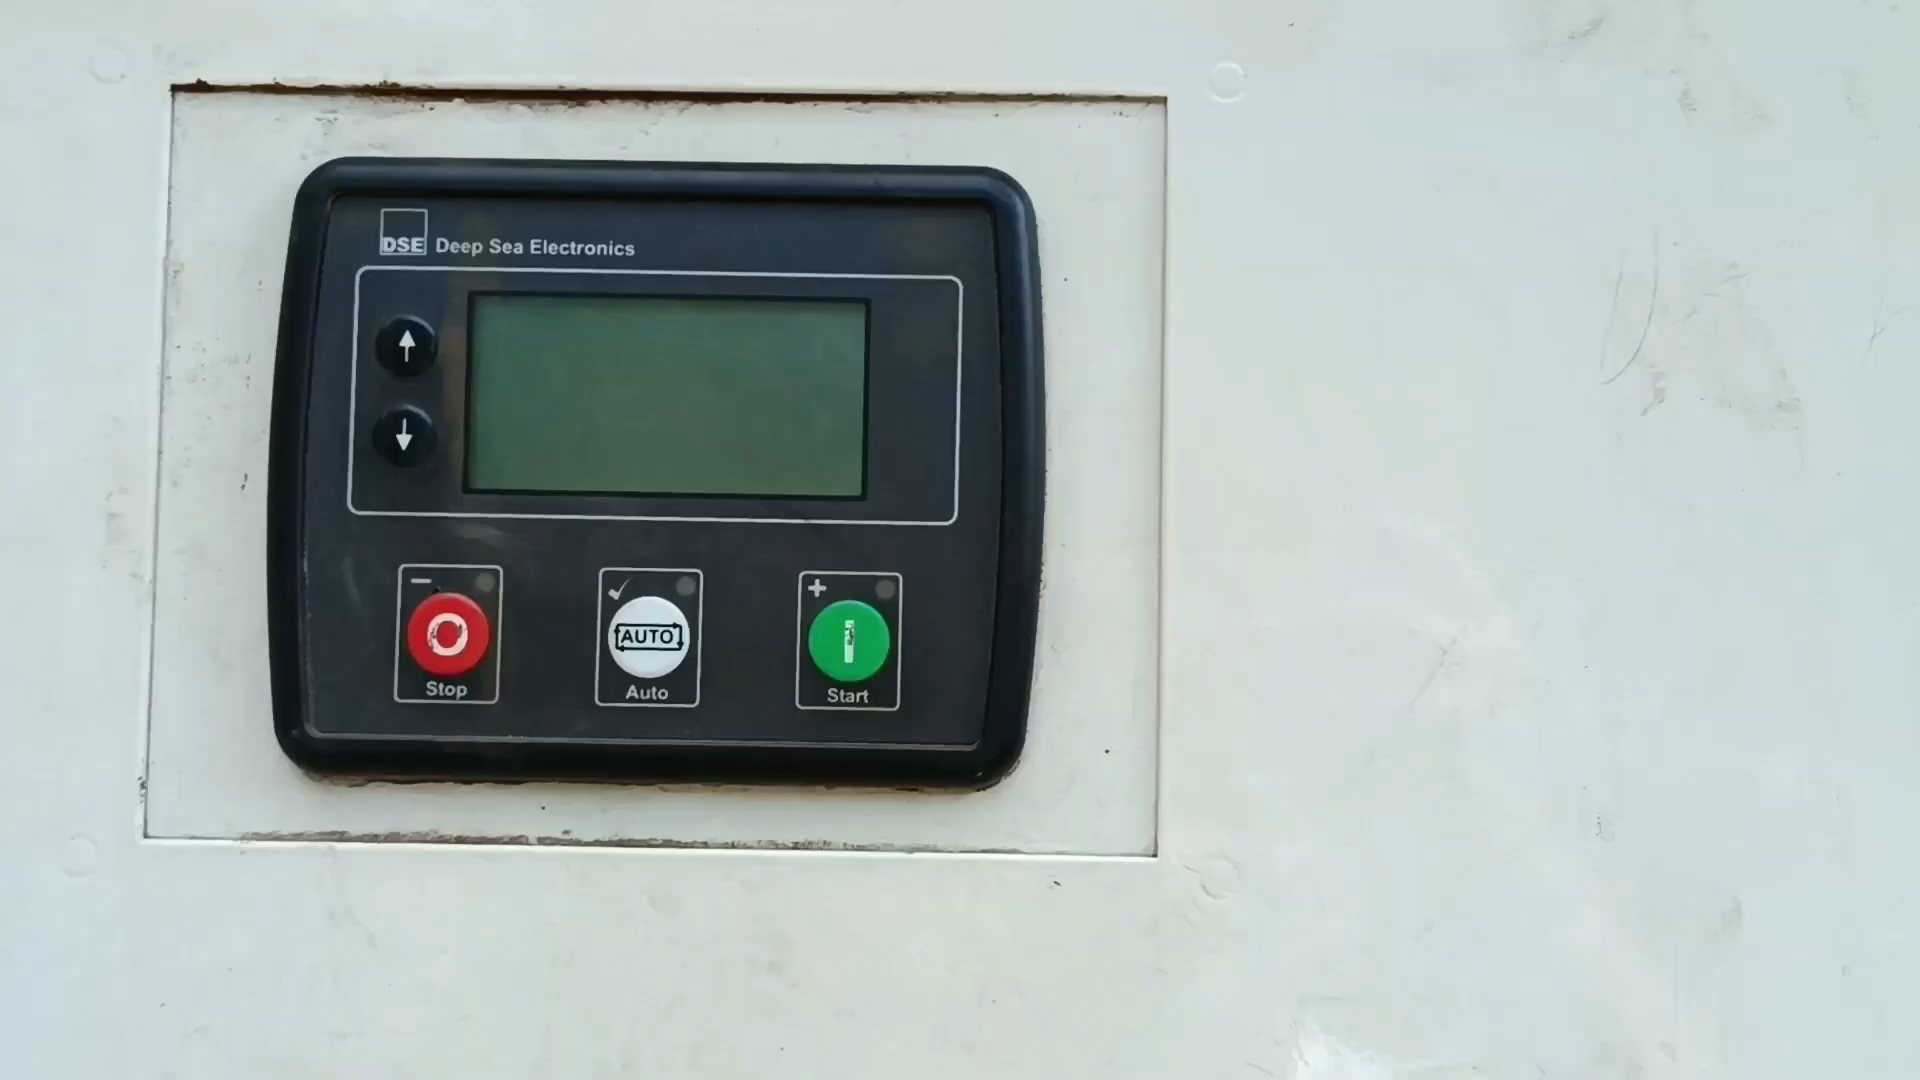 DSE Deep Sea Electronics
AUTO
Stop
Auto
Start